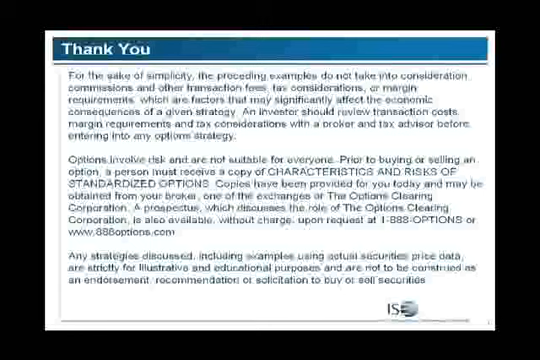 Thank You
For the sake of simplicity, the preceding examples do not take into consideration
commissions and other transaction fees, tax considerations, or margin
requirements, which are factors that may significantly affect the economic
consequences of a given strategy. An investor should review transaction costs,
margin requirements and tax considerations with a broker and tax advisor before
entering into any options strategy.
Options involve risk and are not suitable for everyone. Prior to buying or selling an
option, a person must receive a copy of CHARACTERISTICS AND RISKS OF
STANDARDIZED OPTIONS. Copies have been provided for you today and may be
obtained from your broker, one of the exchanges or The Options Clearing
Corporation. A prospectus, which discusses the role of The Options Clearing
Corporation, is also available, without charge, upon request at 1-888-OPTIONS or
www.888options.com
Any strategies discussed, including examples using actual securities price data,
are strictly for illustrative and educational purposes and are not to be construed as
an endorsement, recommendation or solicitation to buy or sell securities
ISE